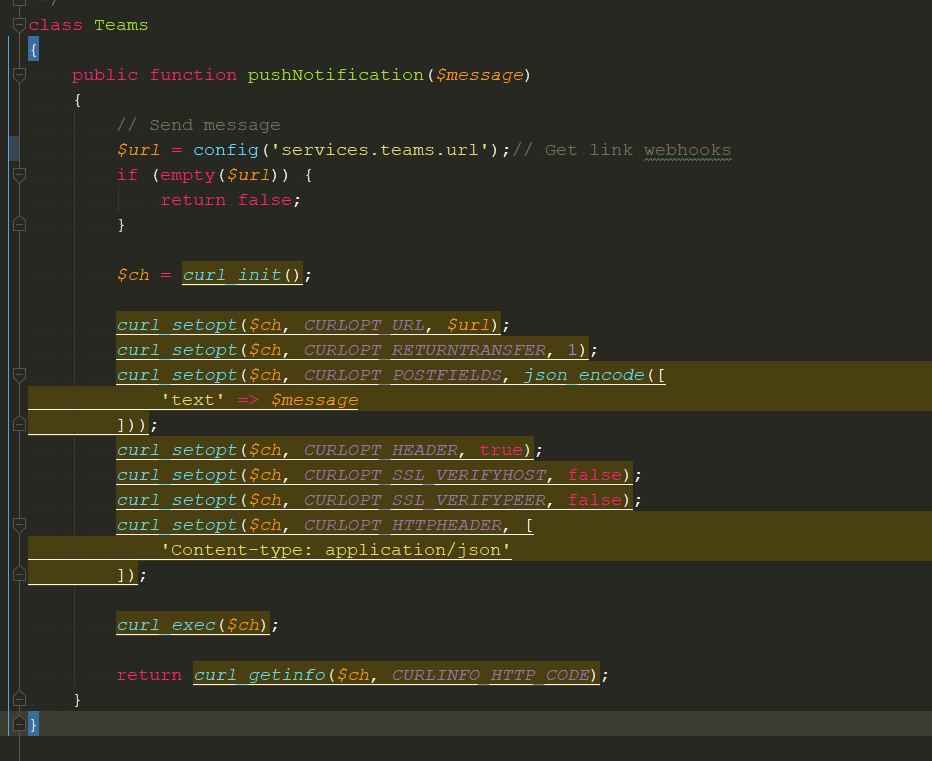 */
class Teams
{
    public function pushNotification($message)
    {
        // Send message
        $url = config('services.teams.url');// Get link webhooks
        if (empty($url)) {
            return false;
        }

        $ch = curl_init();

        curl_setopt($ch, CURLOPT_URL, $url);
        curl_setopt($ch, CURLOPT_RETURNTRANSFER, 1);
        curl_setopt($ch, CURLOPT_POSTFIELDS, json_encode([
            'text' => $message
        ]));
        curl_setopt($ch, CURLOPT_HEADER, true);
        curl_setopt($ch, CURLOPT_SSL_VERIFYHOST, false);
        curl_setopt($ch, CURLOPT_SSL_VERIFYPEER, false);
        curl_setopt($ch, CURLOPT_HTTPHEADER, [
            'Content-type: application/json'
        ]);

        curl_exec($ch);

        return curl_getinfo($ch, CURLINFO_HTTP_CODE);
    }
}